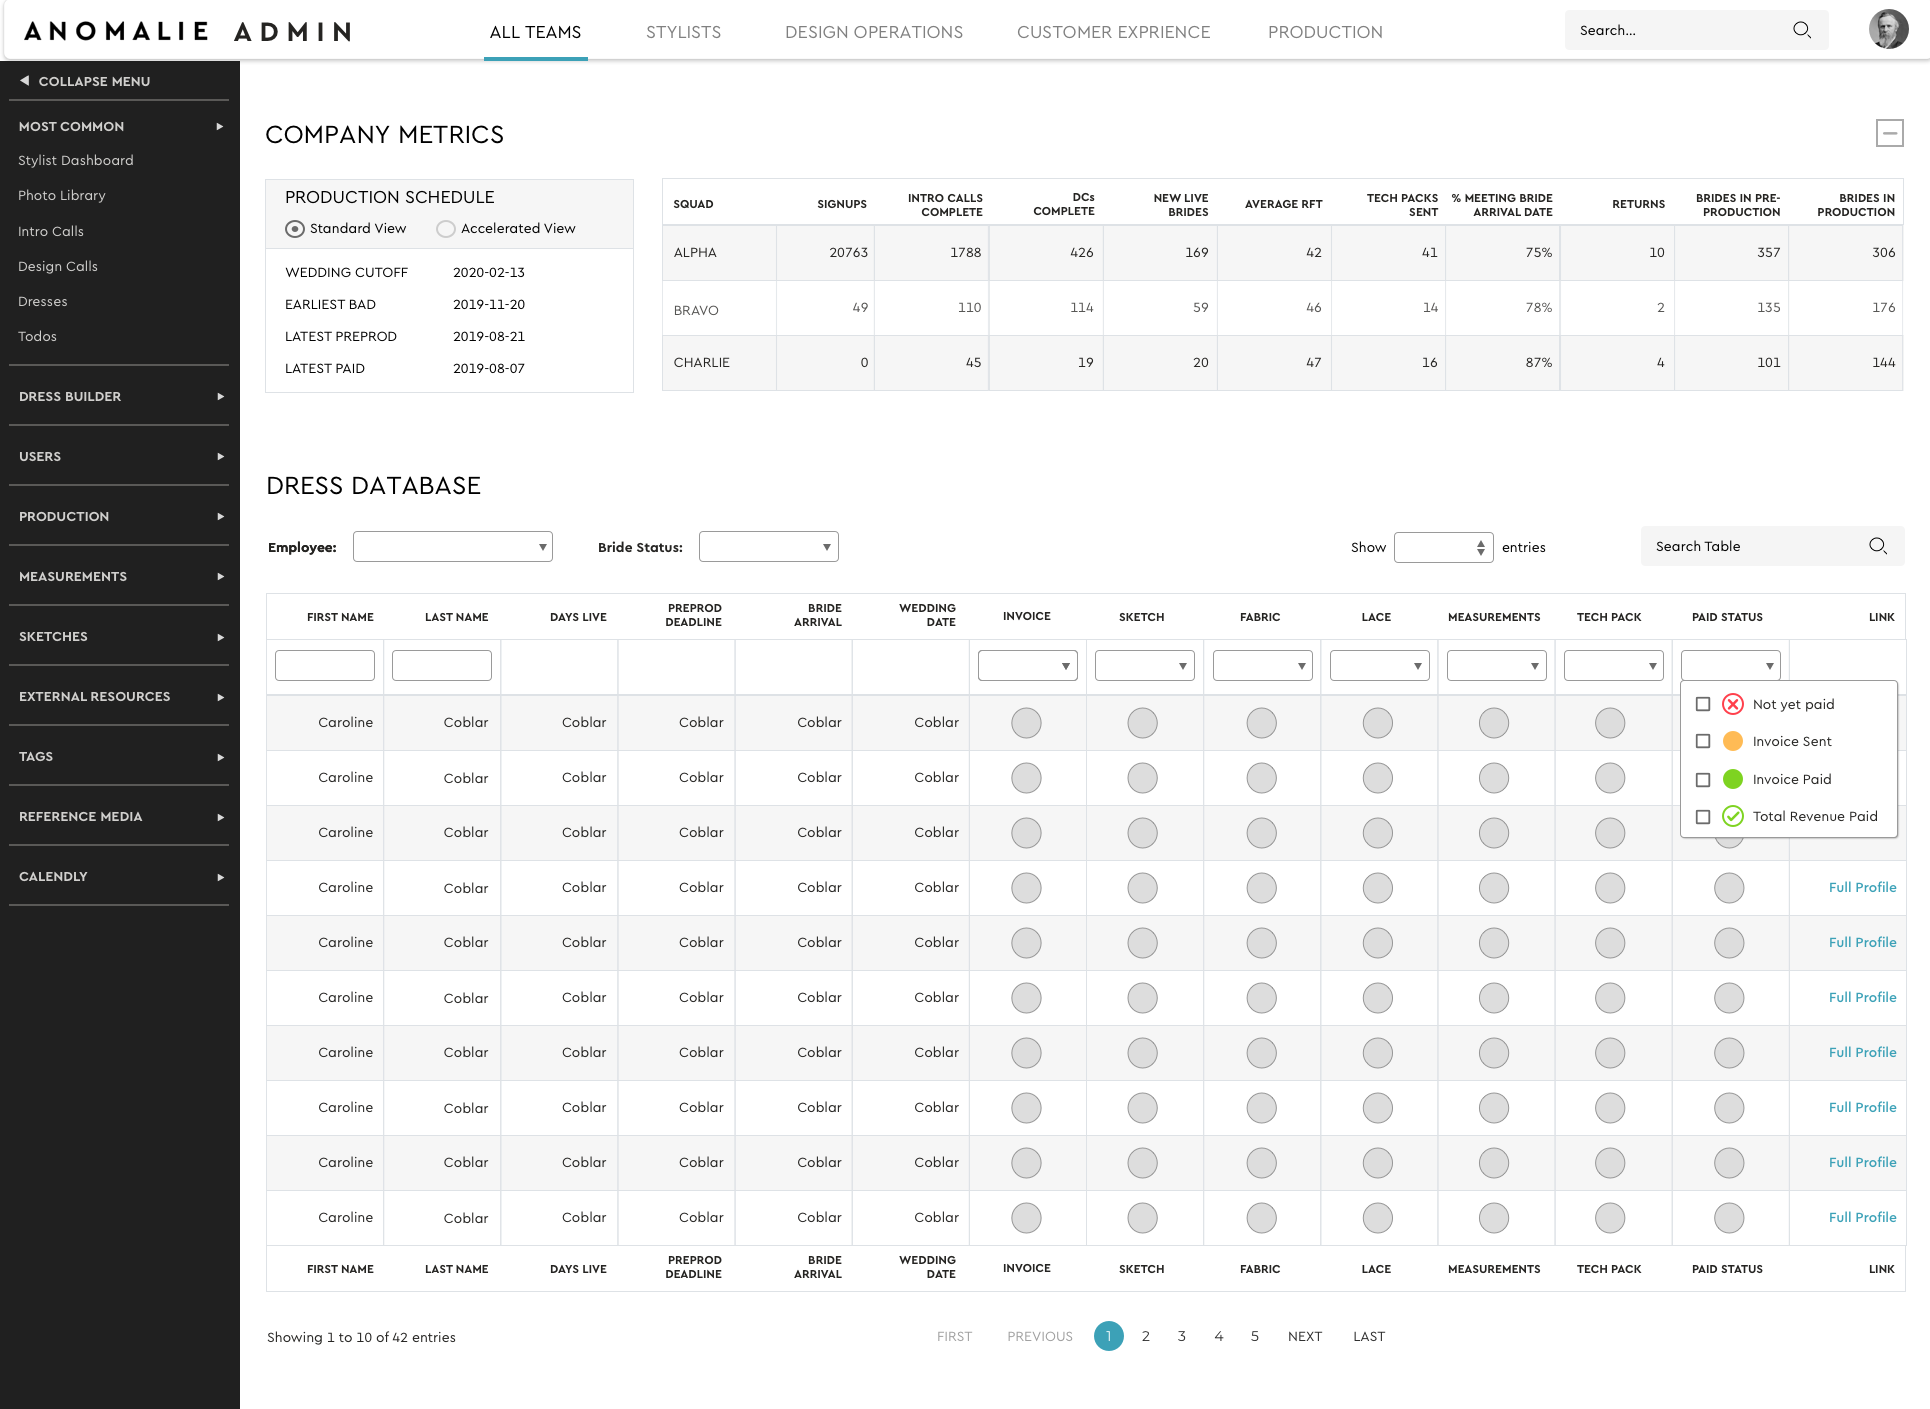 ANOMALIE ADMIN
ALL TEAMS STYLISTS DESIGN OPERATIONS CUSTOMER EXPRIENCE PRODUCTION
Search...
COLLAPSE MENU
MOST COMMON
Stylist Dashboard
Photo Library
Intro Calls
Design Calls
Dresses
Todos
DRESS BUILDER
USERS
PRODUCTION
MEASUREMENTS
SKETCHES
EXTERNAL RESOURCES
TAGS
REFERENCE MEDIA
CALENDLY
COMPANY METRICS
PRODUCTION SCHEDULE
Standard View Accelerated View
WEDDING CUTOFF 2020-02-13
EARLIEST BAD 2019-11-20
LATEST PREPROD 2019-08-21
LATEST PAID 2019-08-07
SQUAD SIGNUPS INTRO CALLS COMPLETE DCs COMPLETE NEW LIVE BRIDES AVERAGE RFT TECH PACKS SENT % MEETING BRIDE ARRIVAL DATE RETURNS BRIDES IN PRE-PRODUCTION BRIDES IN PRODUCTION
ALPHA 20763 1788 426 169 42 41 75% 10 357 306
BRAVO 49 110 114 59 46 14 78% 2 135 176
CHARLIE 0 45 19 20 47 16 87% 4 101 144
DRESS DATABASE
Employee: Bride Status: Show entries Search Table
FIRST NAME LAST NAME DAYS LIVE PREPROD DEADLINE BRIDE ARRIVAL WEDDING DATE INVOICE SKETCH FABRIC LACE MEASUREMENTS TECH PACK PAID STATUS LINK
Not yet paid
Invoice Sent
Invoice Paid
Total Revenue Paid
Caroline Coblar Coblar Coblar Coblar Coblar
Caroline Coblar Coblar Coblar Coblar Coblar
Caroline Coblar Coblar Coblar Coblar Coblar
Caroline Coblar Coblar Coblar Coblar Coblar Full Profile
Caroline Coblar Coblar Coblar Coblar Coblar Full Profile
Caroline Coblar Coblar Coblar Coblar Coblar Full Profile
Caroline Coblar Coblar Coblar Coblar Coblar Full Profile
Caroline Coblar Coblar Coblar Coblar Coblar Full Profile
Caroline Coblar Coblar Coblar Coblar Coblar Full Profile
Caroline Coblar Coblar Coblar Coblar Coblar Full Profile
FIRST NAME LAST NAME DAYS LIVE PREPROD DEADLINE BRIDE ARRIVAL WEDDING DATE INVOICE SKETCH FABRIC LACE MEASUREMENTS TECH PACK PAID STATUS LINK
Showing 1 to 10 of 42 entries
FIRST PREVIOUS 1 2 3 4 5 NEXT LAST